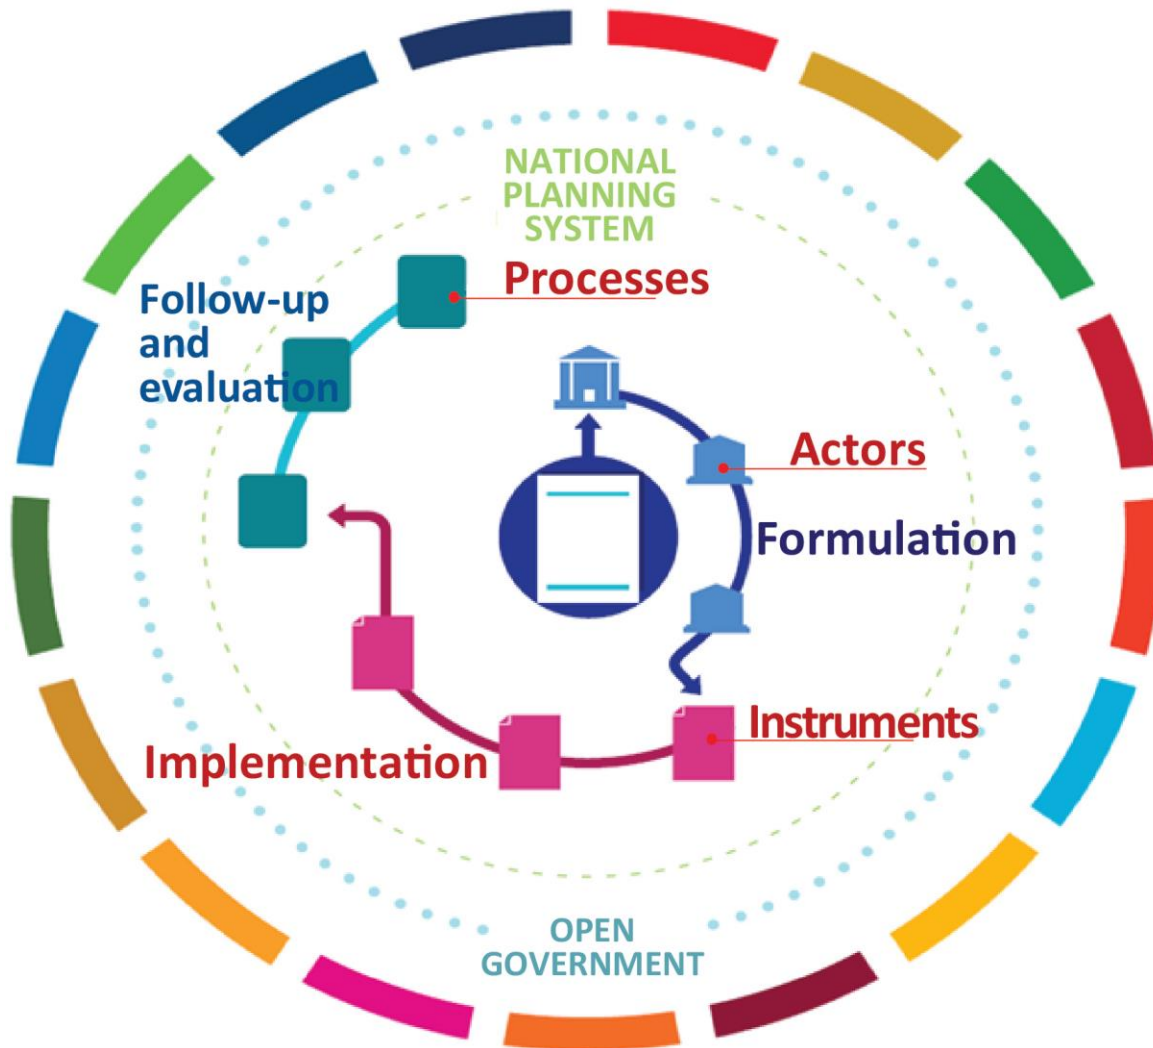 NATIONAL
PLANNING
SYSTEM
Processes
Follow-up
and
evaluation
Actors
Formulation
Instruments
Implementation
OPEN
GOVERNMENT